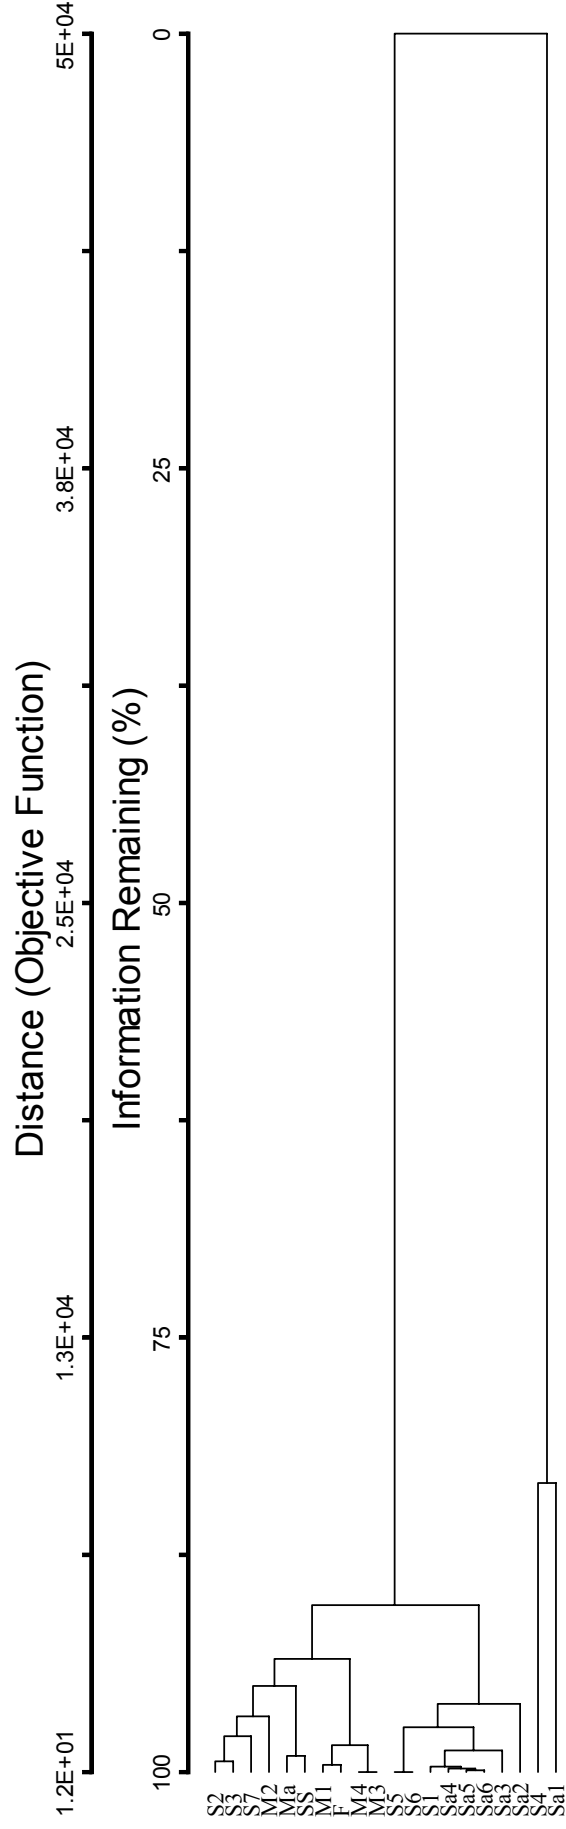 Distance (Objective Function)
1.2E+01 1.3E+04 2.5E+04 3.8E+04 5E+04
Information Remaining (%)
100 75 50 25 0
S2
S3
S7
M2
Ma
SS
M1
F
M4
M3
S5
S6
S1
Sa4
Sa5
Sa6
Sa3
Sa2
S4
Sa1